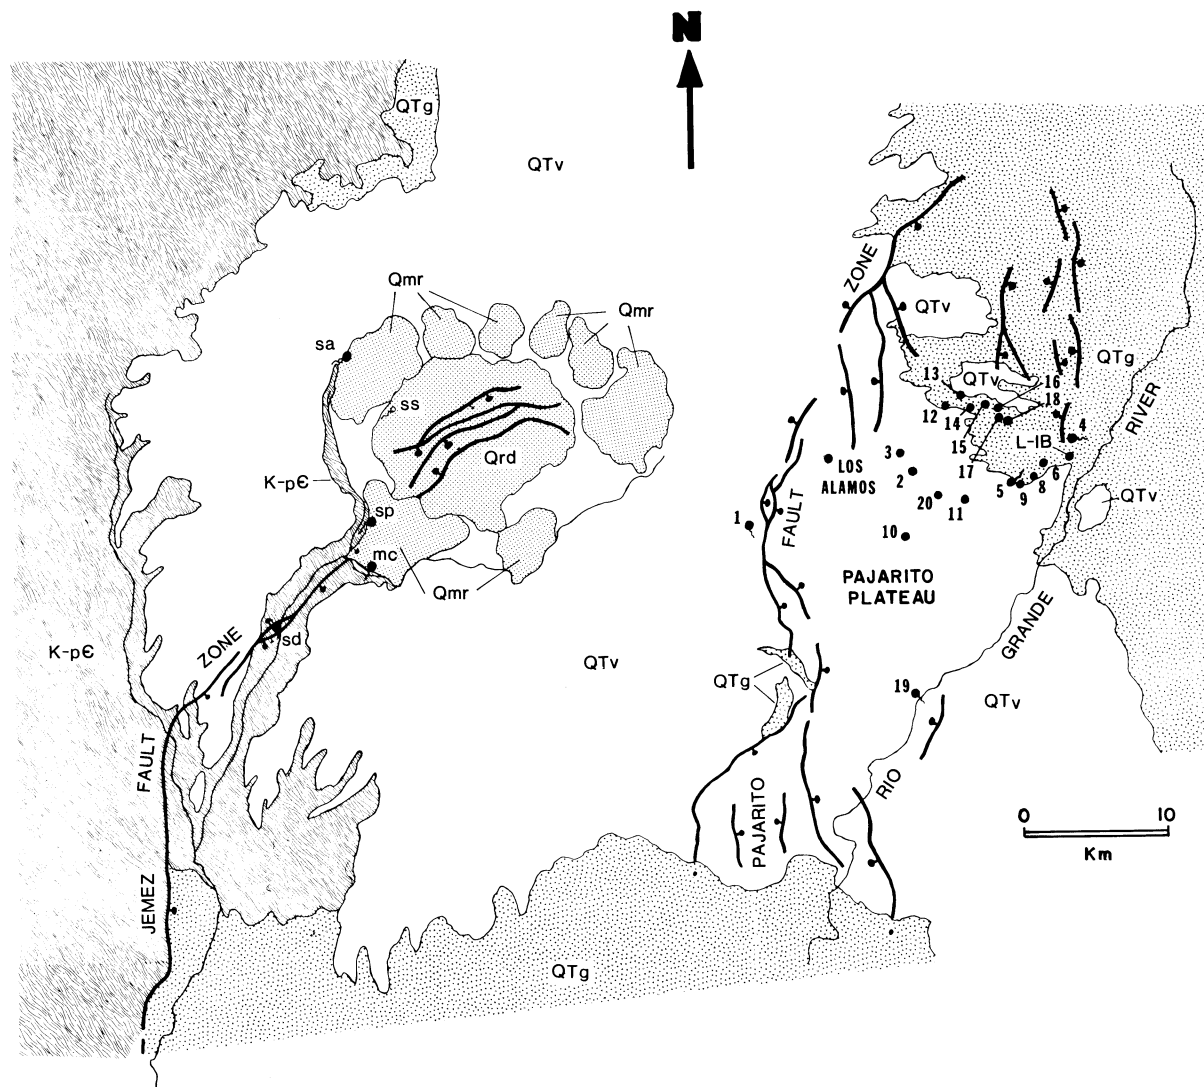 N
QTg
QTv
Qmr
Qmr
ZONE
QTv
sa
QTg
13
QTv
16
ss
12
18
14
RIVER
15
L-IB
4
Qrd
3
LOS
ALAMOS
17
K-p€
2
6
8
5
9
QTv
sp
20
11
1
FAULT
10
mc
Qmr
PAJARITO
PLATEAU
sd
GRANDE
K-p€
ZONE
QTv
QTg
19
QTv
FAULT
RIO
PAJARITO
0 10
Km
JEMEZ
QTg